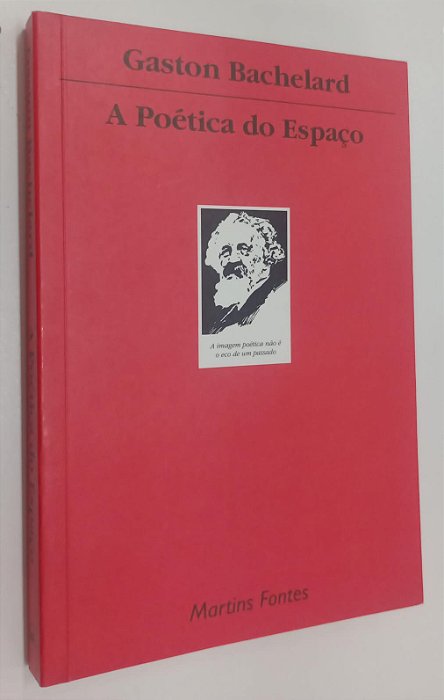 Gaston Bachelard
A Poética do Espaço
A imagem poética não é
o eco de um passado
Martins Fontes